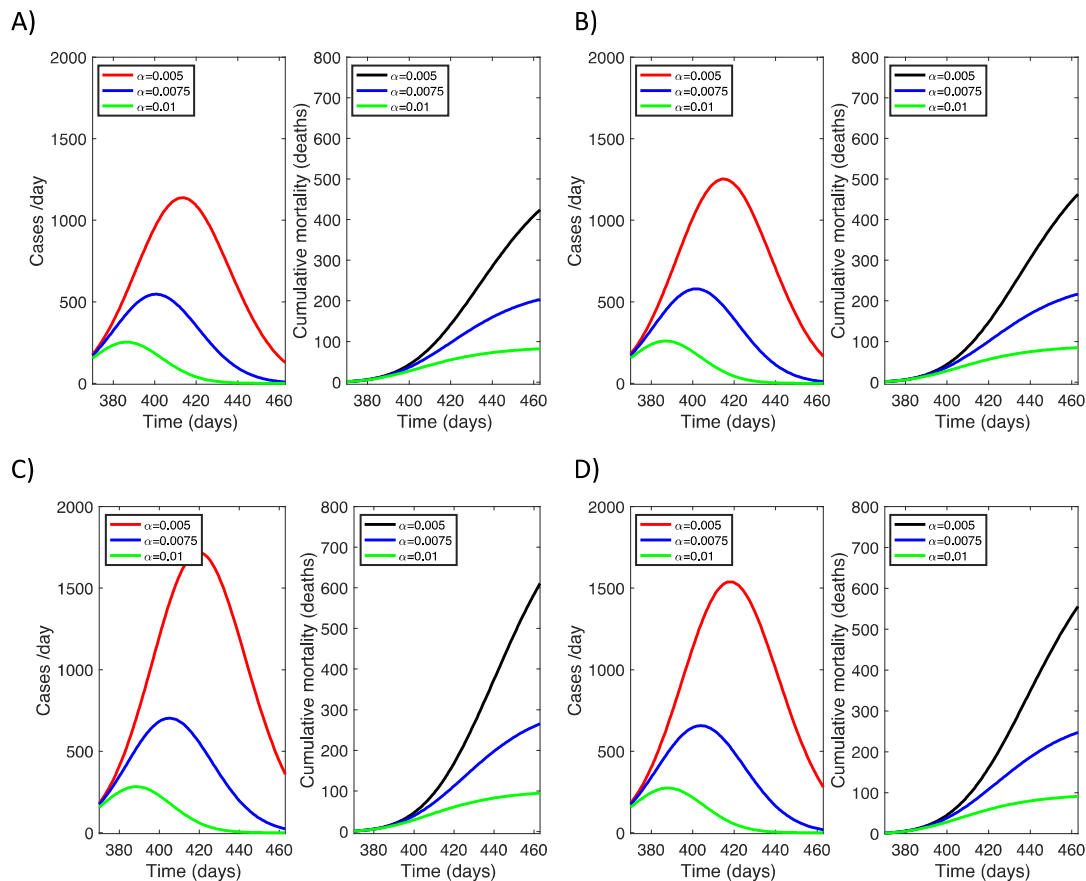 A)
Cases /day
2000
1500
1000
500
0
α=0.005
α=0.0075
α=0.01
380 400 420 440 460
Time (days)
Cumulative mortality (deaths)
800
700
600
500
400
300
200
100
0
α=0.005
α=0.0075
α=0.01
380 400 420 440 460
Time (days)
B)
Cases /day
2000
1500
1000
500
0
α=0.005
α=0.0075
α=0.01
380 400 420 440 460
Time (days)
Cumulative mortality (deaths)
800
700
600
500
400
300
200
100
0
α=0.005
α=0.0075
α=0.01
380 400 420 440 460
Time (days)
C)
Cases /day
2000
1500
1000
500
0
α=0.005
α=0.0075
α=0.01
380 400 420 440 460
Time (days)
Cumulative mortality (deaths)
800
700
600
500
400
300
200
100
0
α=0.005
α=0.0075
α=0.01
380 400 420 440 460
Time (days)
D)
Cases /day
2000
1500
1000
500
0
α=0.005
α=0.0075
α=0.01
380 400 420 440 460
Time (days)
Cumulative mortality (deaths)
800
700
600
500
400
300
200
100
0
α=0.005
α=0.0075
α=0.01
380 400 420 440 460
Time (days)